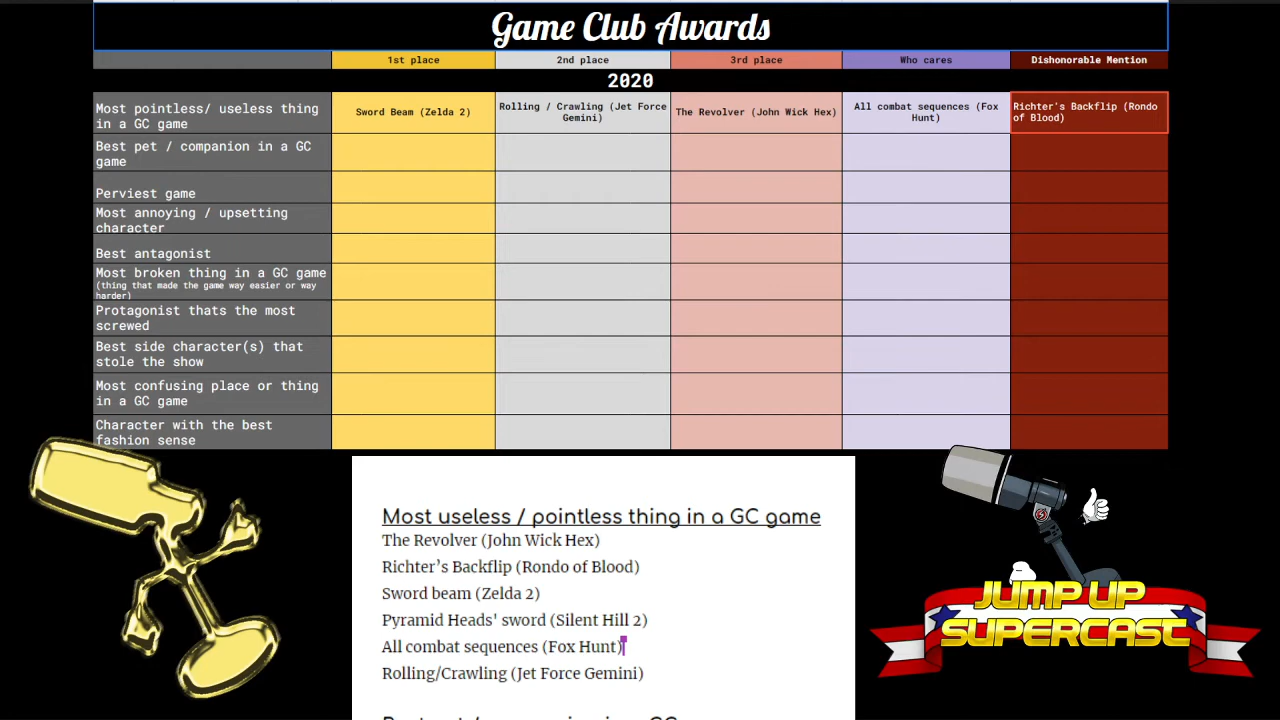 Game Club Awards
1st place
2nd place
3rd place
Who cares
Dishonorable Mention
2020
Most pointless/ useless thing
in a GC game
Sword Beam (Zelda 2)
Rolling / Crawling (Jet Force
Gemini)
The Revolver (John Wick Hex)
All combat sequences (Fox
Hunt)
Richter's Backflip (Rondo
of Blood)
Best pet / companion in a GC
game
Perviest game
Most annoying / upsetting
character
Best antagonist
Most broken thing in a GC game
(thing that made the game way easier or way
harder)
Protagonist thats the most
screwed
Best side character(s) that
stole the show
Most confusing place or thing
in a GC game
Character with the best
fashion sense
Most useless / pointless thing in a GC game
The Revolver (John Wick Hex)
Richter’s Backflip (Rondo of Blood)
Sword beam (Zelda 2)
Pyramid Heads' sword (Silent Hill 2)
All combat sequences (Fox Hunt)
Rolling/Crawling (Jet Force Gemini)
JUMP UP
SUPERCAST